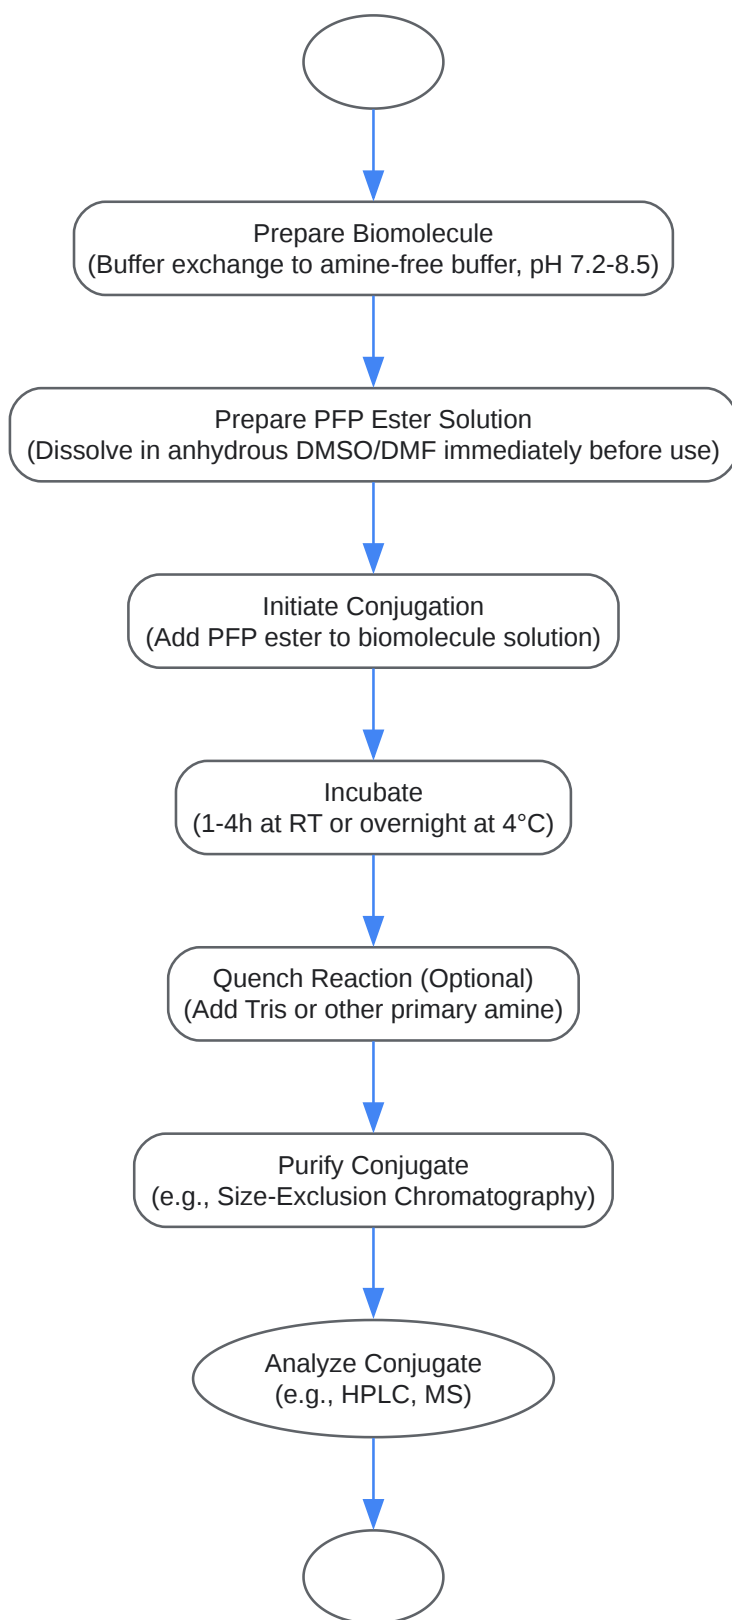 Prepare Biomolecule
(Buffer exchange to amine-free buffer, pH 7.2-8.5)
Prepare PFP Ester Solution
(Dissolve in anhydrous DMSO/DMF immediately before use)
Initiate Conjugation
(Add PFP ester to biomolecule solution)
Incubate
(1-4h at RT or overnight at 4°C)
Quench Reaction (Optional)
(Add Tris or other primary amine)
Purify Conjugate
(e.g., Size-Exclusion Chromatography)
Analyze Conjugate
(e.g., HPLC, MS)